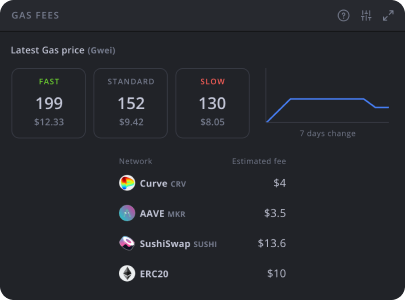 GAS FEES
Latest Gas price (Gwei)
FAST STANDARD SLOW
199 152 130
$12.33 $9.42 $8.05
7 days change
Network Estimated fee
Curve CRV $4
AAVE MKR $3.5
SushiSwap SUSHI $13.6
ERC20 $10